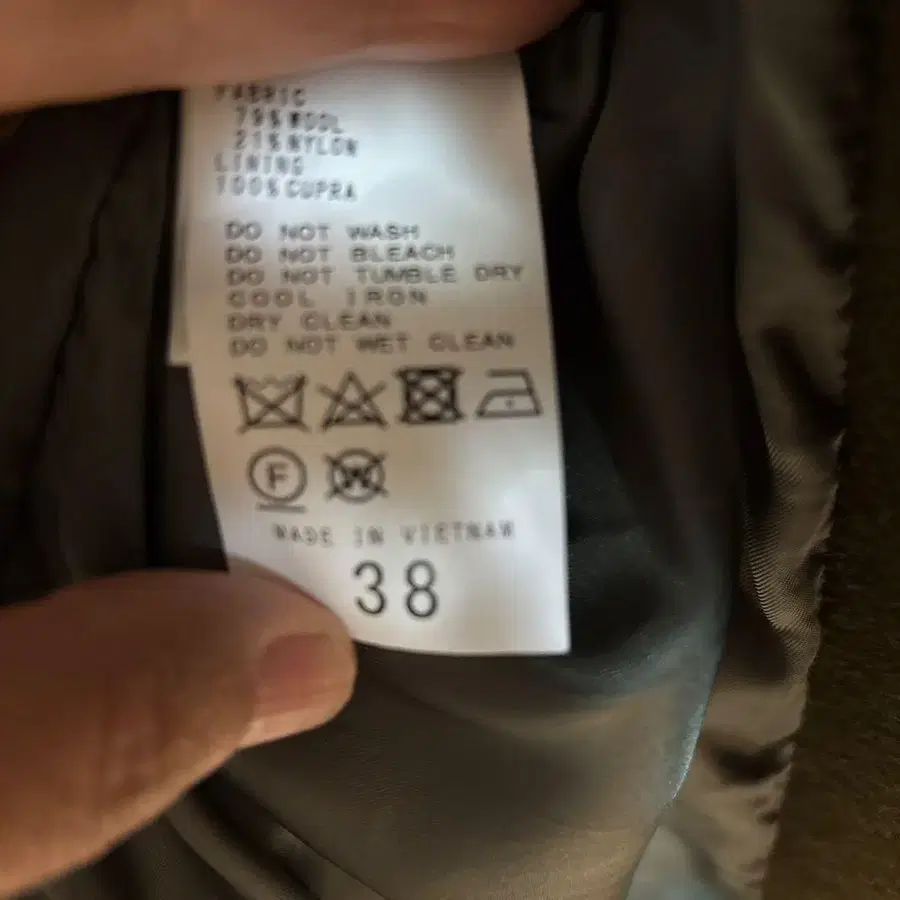 FABRIC
79%WOOL
21%NYLON
LINING
100%CUPRA
DO NOT WASH
DO NOT BLEACH
DO NOT TUMBLE DRY
COOL IRON
DRY CLEAN
DO NOT WET CLEAN
F W
MADE IN VIETNAM
38